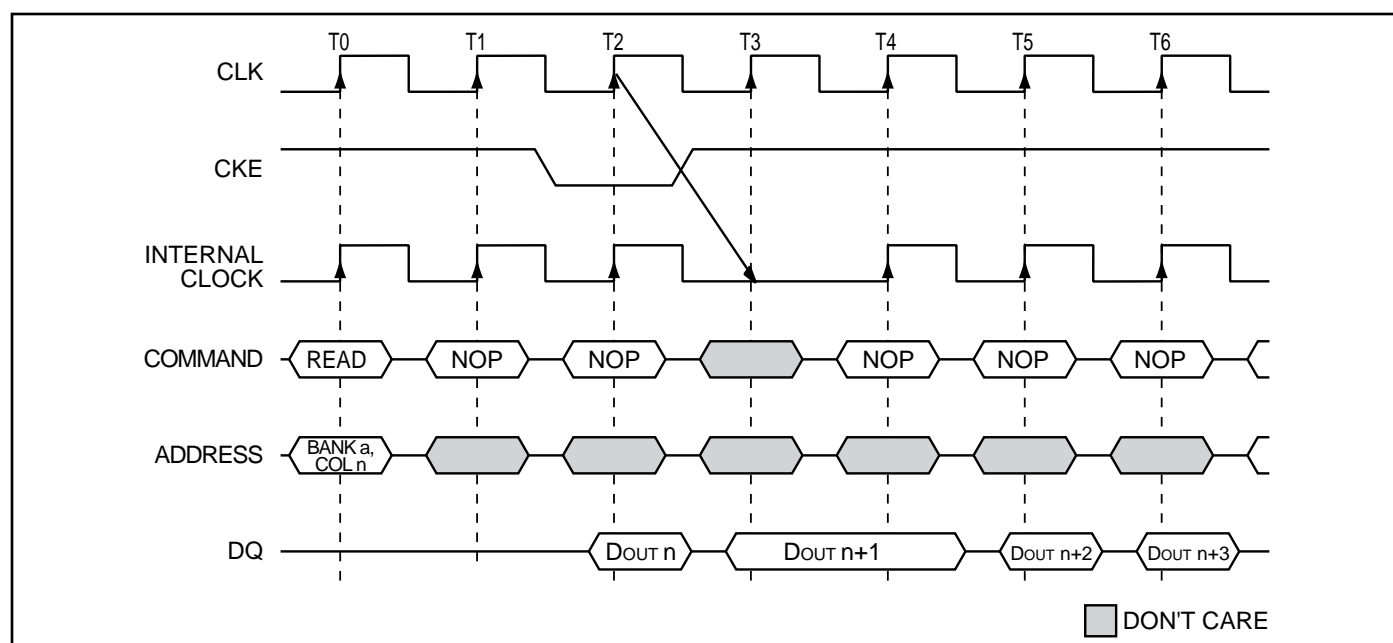 T0 T1 T2 T3 T4 T5 T6
CLK
CKE
INTERNAL
CLOCK
COMMAND READ NOP NOP NOP NOP NOP
ADDRESS BANK a,
COL n
DQ DOUT n DOUT n+1 DOUT n+2 DOUT n+3
DON'T CARE